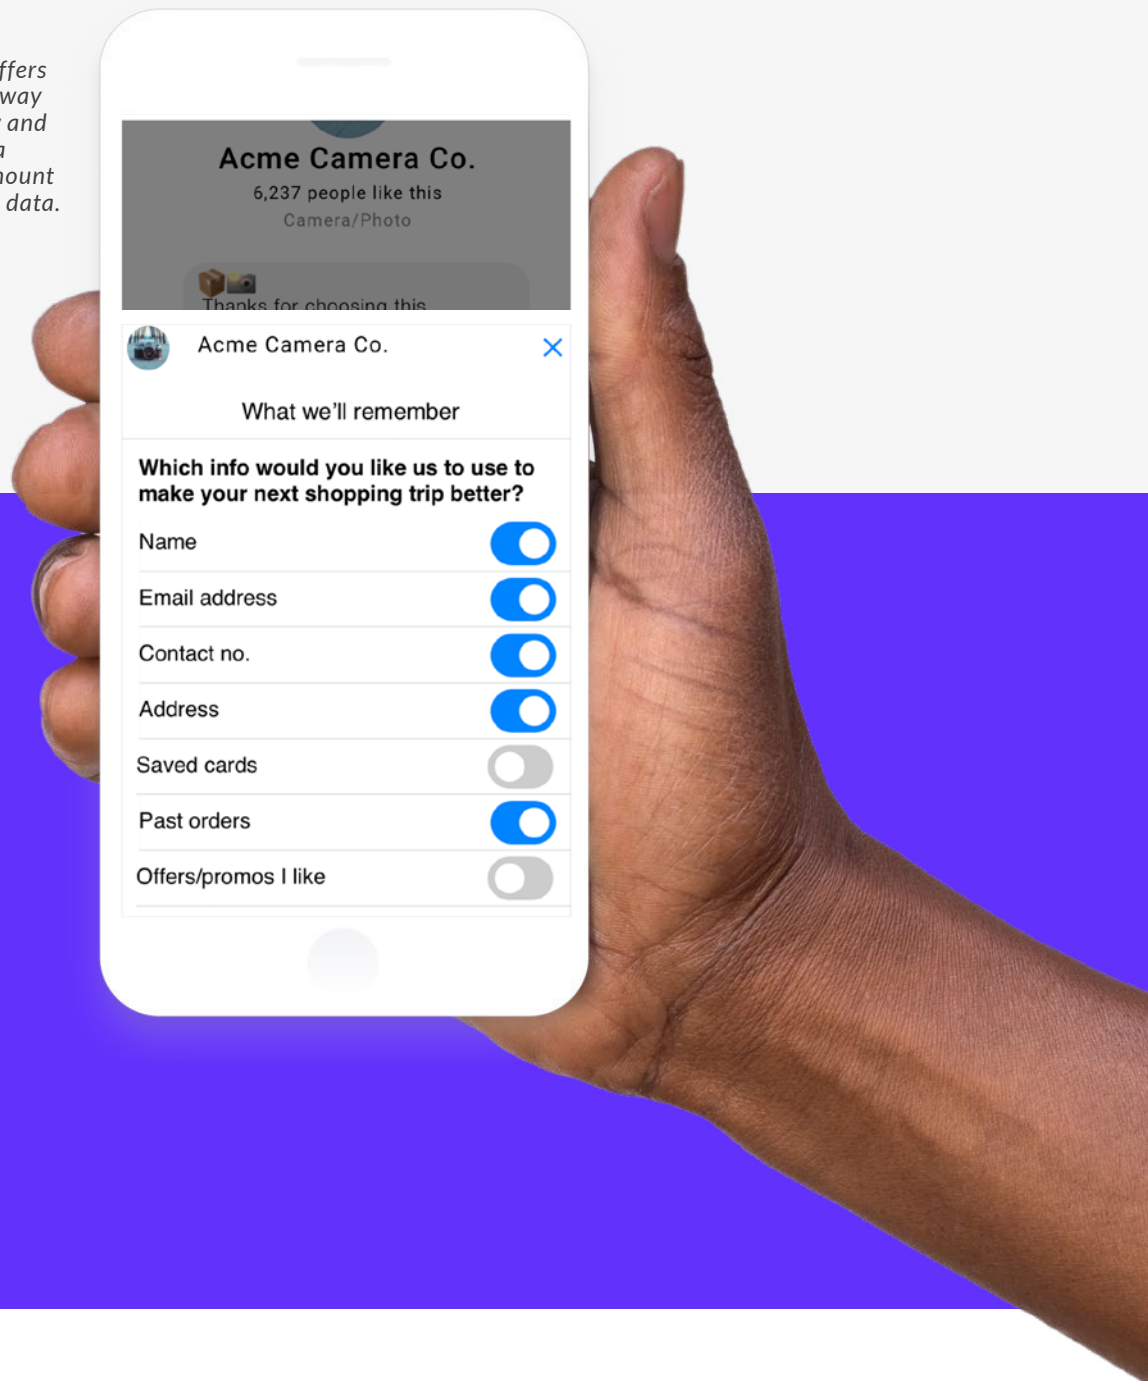 ffers
way
and
a
nount
data.
Acme Camera Co.
6,237 people like this
Camera/Photo
Thanks for choosing this
Acme Camera Co.
What we'll remember
Which info would you like us to use to
make your next shopping trip better?
Name
Email address
Contact no.
Address
Saved cards
Past orders
Offers/promos I like